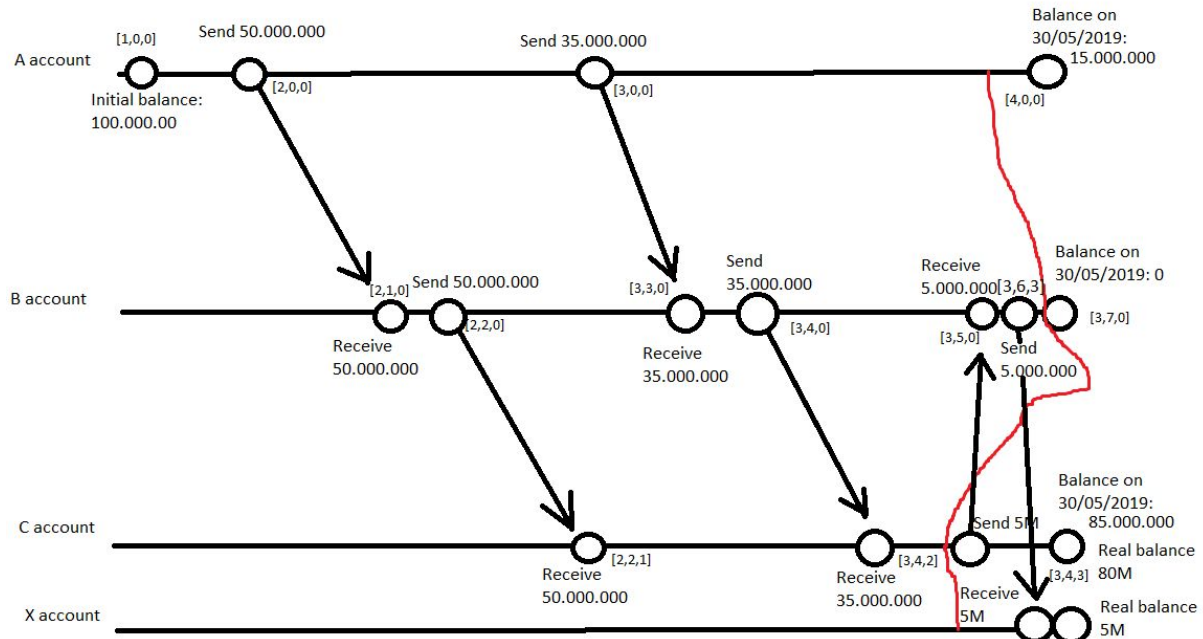 Balance on
30/05/2019:
15.000.000
[1,0,0]
Send 50.000.000
Send 35.000.000
A account
[2,0,0]
[3,0,0]
[4,0,0]
Initial balance:
100.000.00
Balance on
30/05/2019: 0
Send
35.000.000
Receive
5.000.000
[3,6,3]
B account
[2,1,0]
Send 50.000.000
[3,3,0]
[2,2,0]
[3,4,0]
[3,5,0]
[3,7,0]
Receive
50.000.000
Receive
35.000.000
Send
5.000.000
Balance on
30/05/2019:
85.000.000
C account
Send 5M
[2,2,1]
[3,4,2]
[3,4,3]
Real balance
80M
Receive
50.000.000
Receive
35.000.000
Receive
5M
X account
Real balance
5M